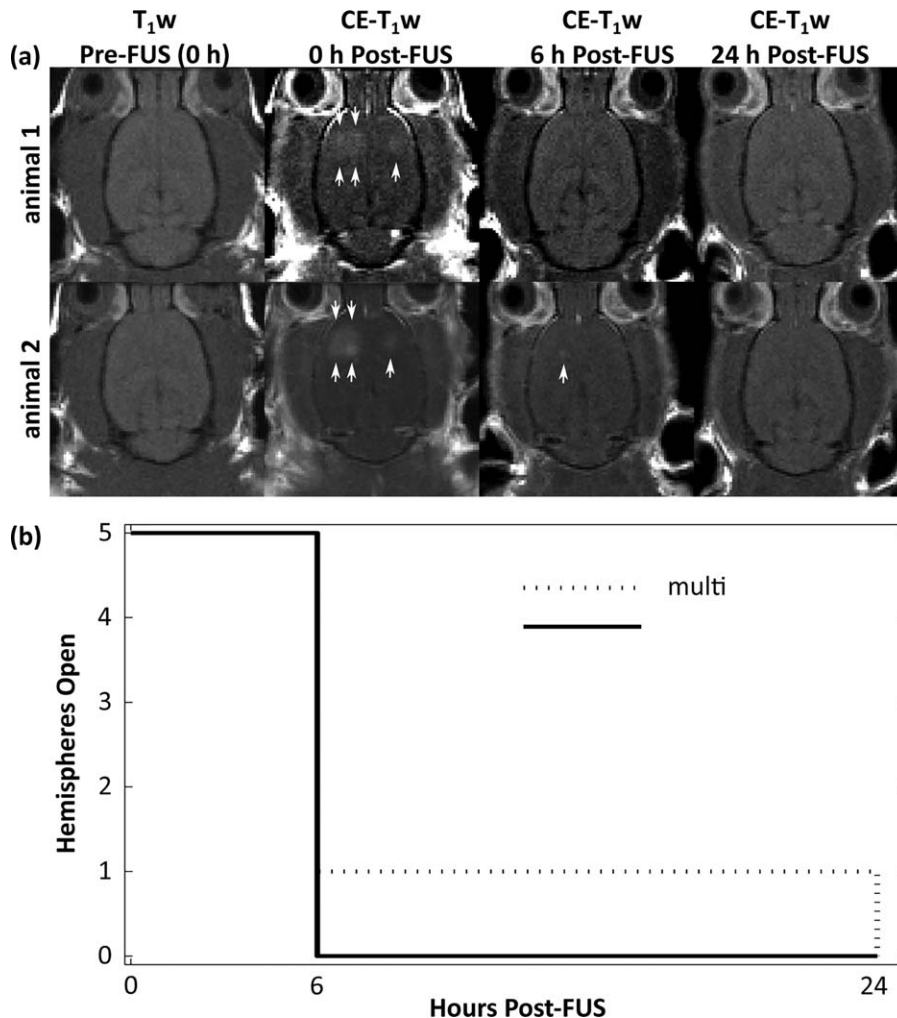 T1w
Pre-FUS (0 h)
CE-T1w
0 h Post-FUS
CE-T1w
6 h Post-FUS
CE-T1w
24 h Post-FUS
(a)
animal 1
animal 2
(b)
Hemispheres Open
5
4
3
2
1
0
multi
0
6
24
Hours Post-FUS